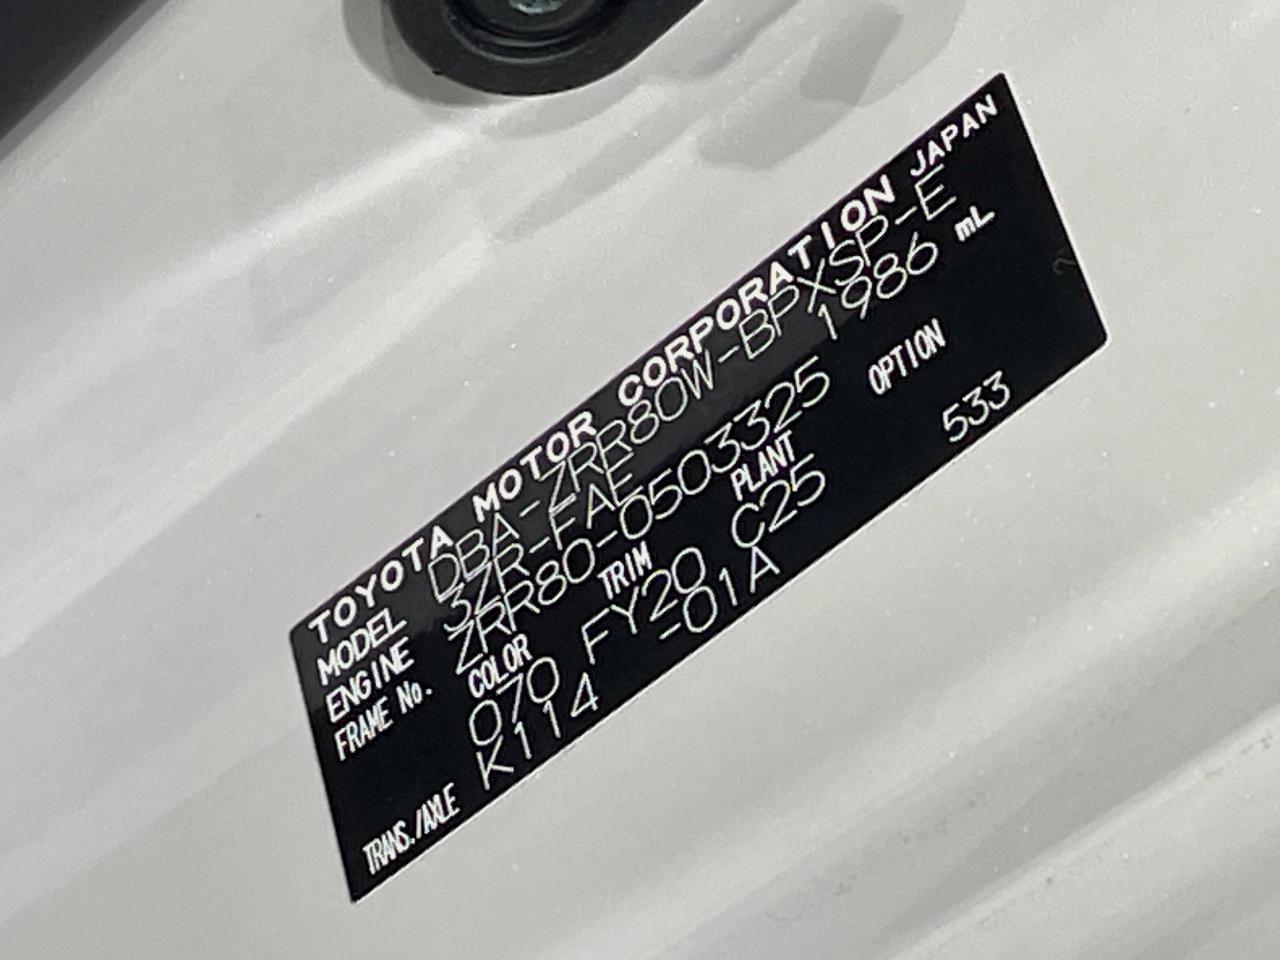 TOYOTA MOTOR CORPORATION JAPAN
MODEL DBA-ZRR80W-BPXSP-E
ENGINE 3ZR-FAE 1986 mL
FRAME No. ZRR80-0503325
COLOR TRIM PLANT OPTION
070 FY20 C25 533
TRANS./AXLE K114 -01A